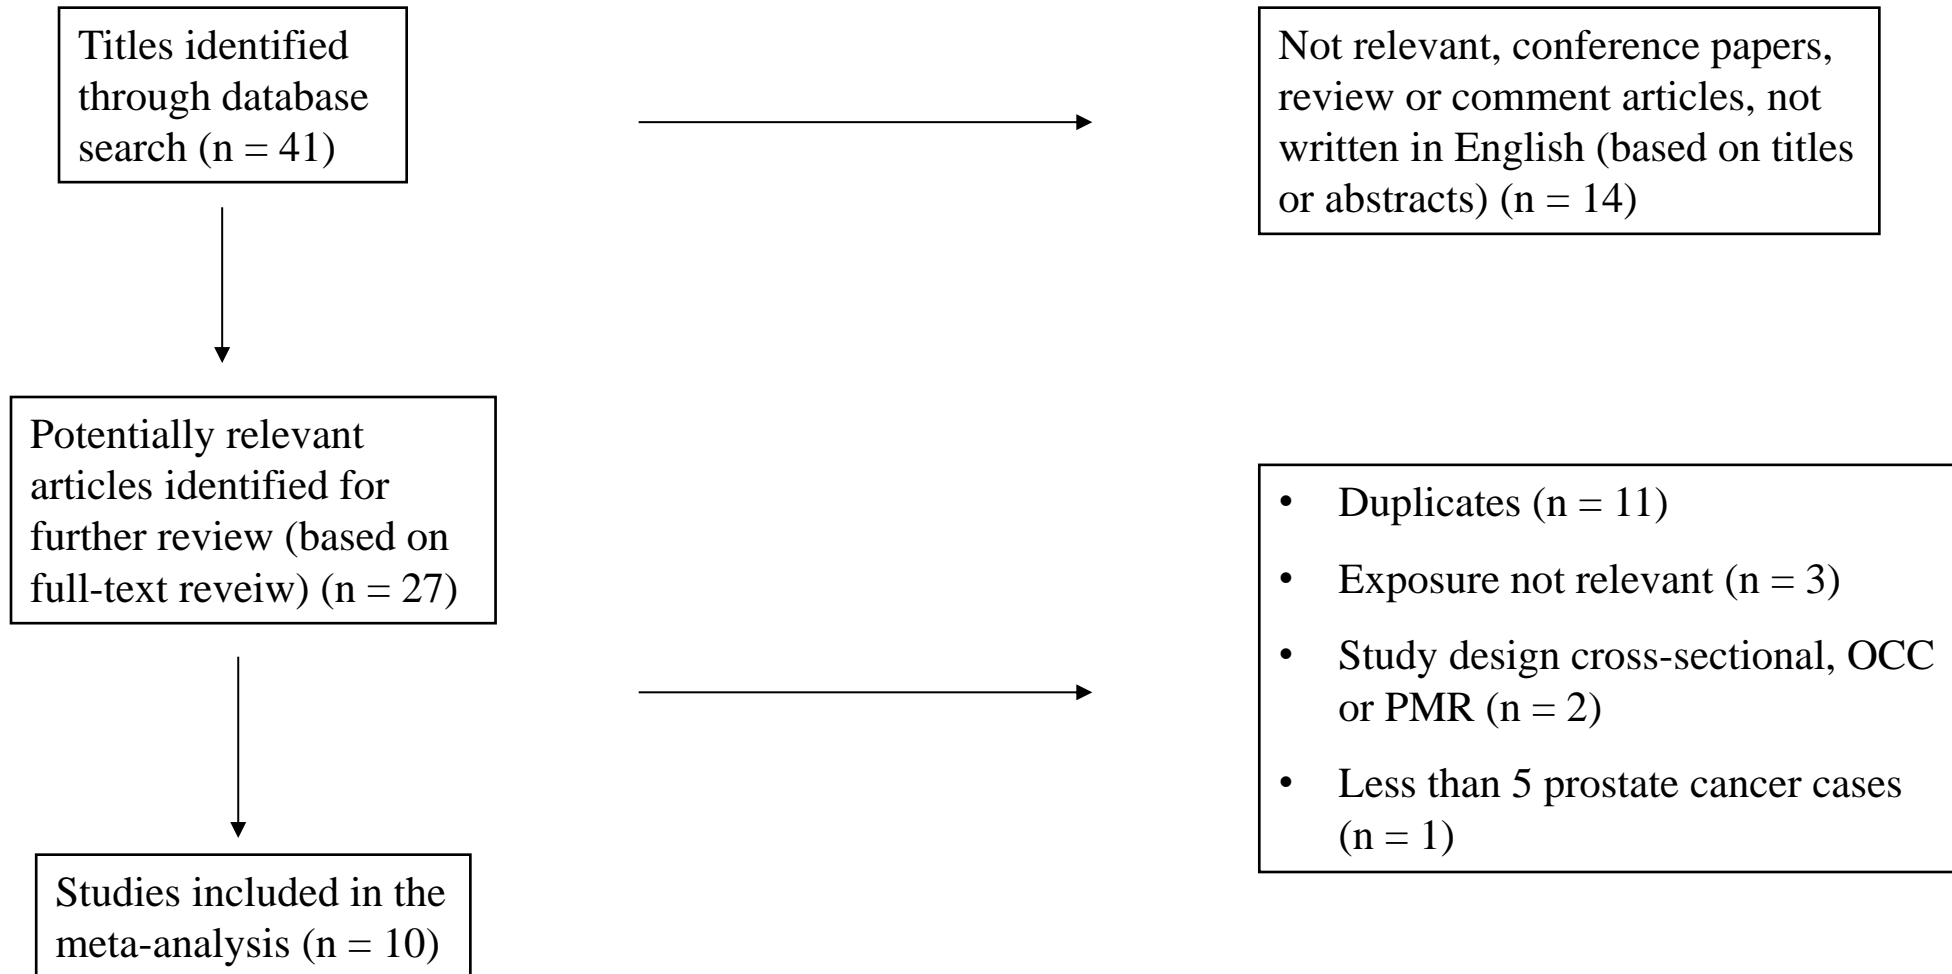 Titles identified
through database
search (n = 41)
Not relevant, conference papers,
review or comment articles, not
written in English (based on titles
or abstracts) (n = 14)
Potentially relevant
articles identified for
further review (based on
full-text reveiw) (n = 27)
• Duplicates (n = 11)
• Exposure not relevant (n = 3)
• Study design cross-sectional, OCC
or PMR (n = 2)
• Less than 5 prostate cancer cases
(n = 1)
Studies included in the
meta-analysis (n = 10)